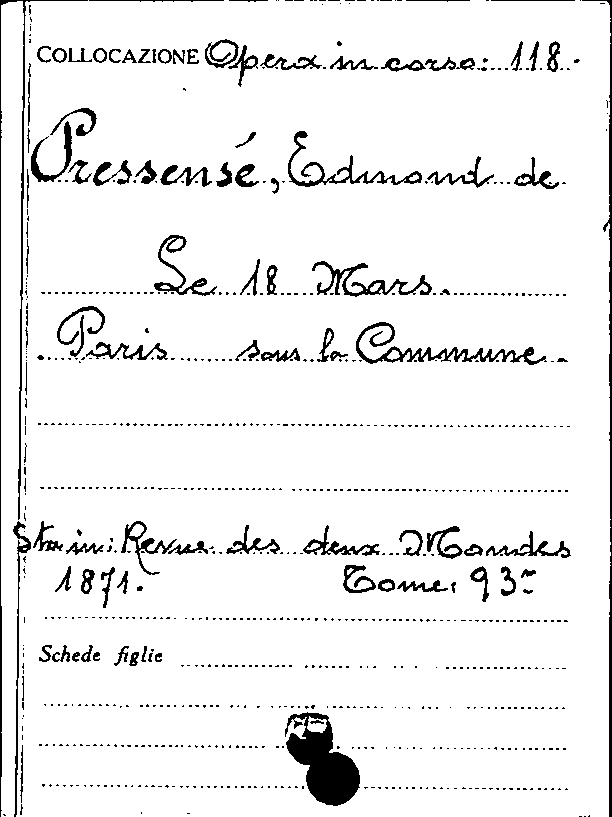 COLLOCAZIONE Opera in corso: 118.
Pressensé, Edmond de
Le 18 Mars.
Paris sous la Commune.
Sta in: Revue des deux Mondes
1871. Tome. 93º
Schede figlie